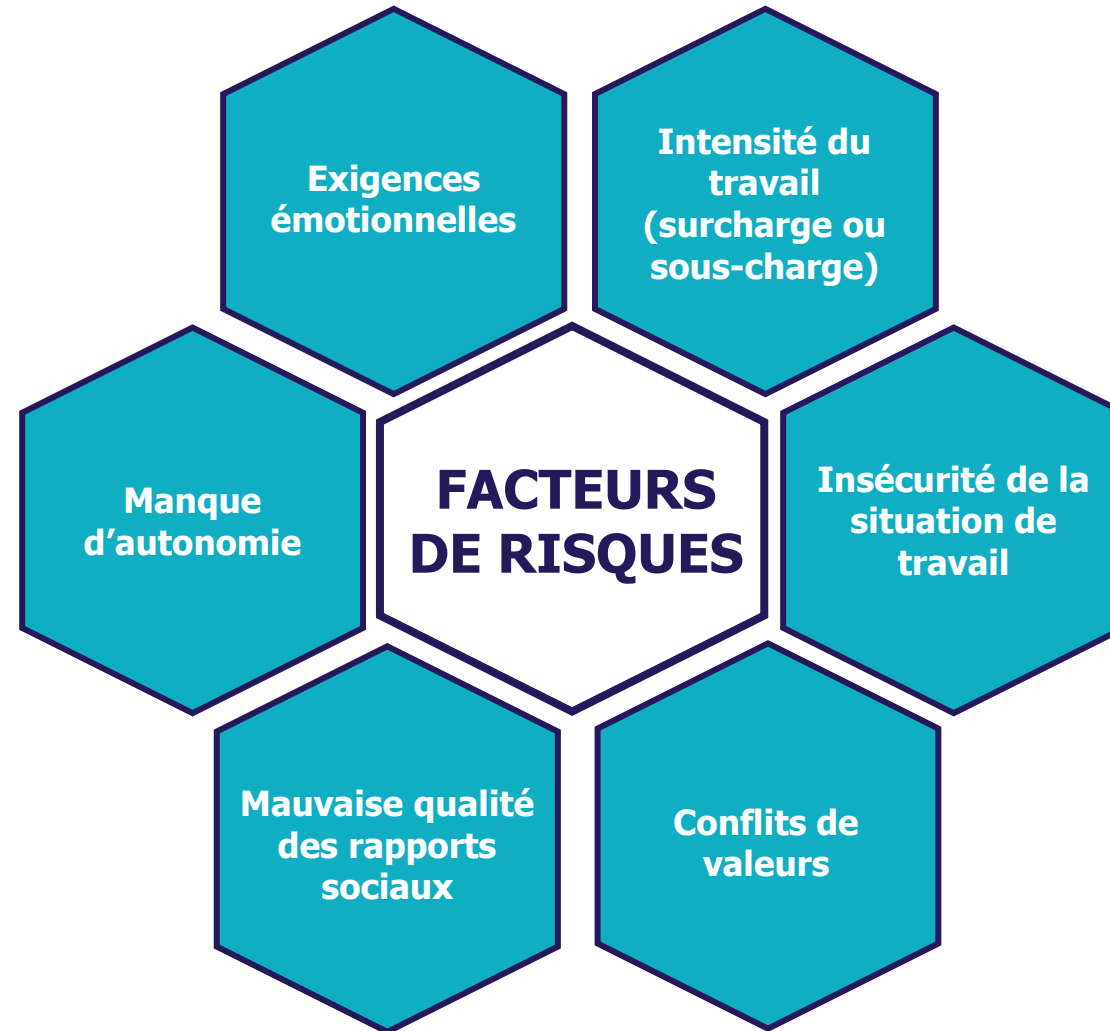 Exigences
émotionnelles
Intensité du
travail
(surcharge ou
sous-charge)
Manque
d’autonomie
FACTEURS
DE RISQUES
Insécurité de la
situation de
travail
Mauvaise qualité
des rapports
sociaux
Conflits de
valeurs